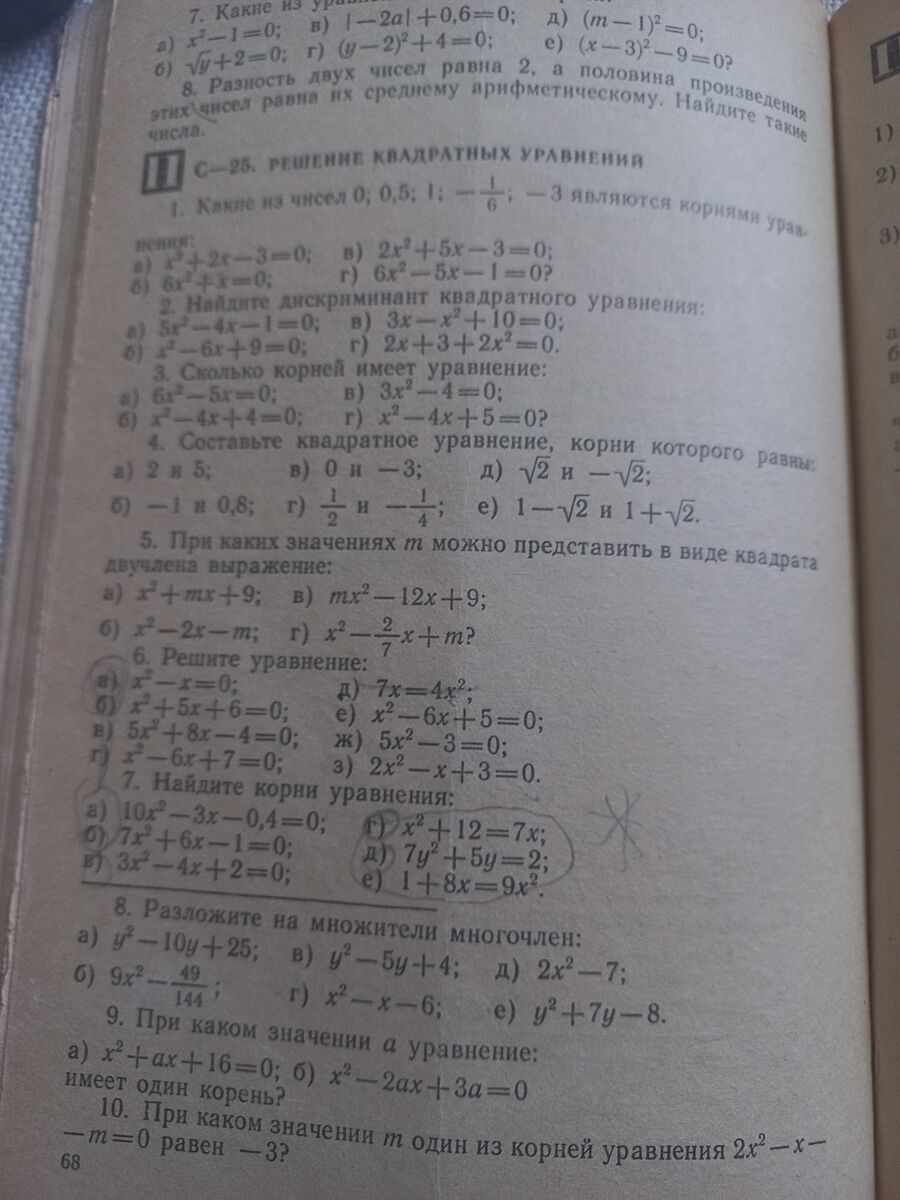 7. Какие из
а) x²−1=0; в) |−2a|+0,6=0; д) (m−1)²=0;
б) √y+2=0; г) (y−2)²+4=0; е) (x−3)²−9=0?
8. Разность двух чисел равна 2, а половина произведения
этих чисел равна их среднему арифметическому. Найдите такие
числа.
II С—25. РЕШЕНИЕ КВАДРАТНЫХ УРАВНЕНИЙ
1. Какие из чисел 0; 0,5; 1; −1/6; −3 являются корнями урав-
нения:
а) x²+2x−3=0; в) 2x²+5x−3=0;
б) 6x²+x=0; г) 6x²−5x−1=0?
2. Найдите дискриминант квадратного уравнения:
а) 5x²−4x−1=0; в) 3x−x²+10=0;
б) x²−6x+9=0; г) 2x+3+2x²=0.
3. Сколько корней имеет уравнение:
а) 6x²−5x=0; в) 3x²−4=0;
б) x²−4x+4=0; г) x²−4x+5=0?
4. Составьте квадратное уравнение, корни которого равны:
а) 2 и 5; в) 0 и −3; д) √2 и −√2;
б) −1 и 0,8; г) 1/2 и −1/4; е) 1−√2 и 1+√2.
5. При каких значениях m можно представить в виде квадрата
двучлена выражение:
а) x²+mx+9; в) mx²−12x+9;
б) x²−2x−m; г) x²−2/7x+m?
6. Решите уравнение:
а) x²−x=0; д) 7x=4x²;
б) x²+5x+6=0; е) x²−6x+5=0;
в) 5x²+8x−4=0; ж) 5x²−3=0;
г) x²−6x+7=0; з) 2x²−x+3=0.
7. Найдите корни уравнения:
а) 10x²−3x−0,4=0; г) x²+12=7x;
б) 7x²+6x−1=0; д) 7y²+5y=2;
в) 3x²−4x+2=0; е) 1+8x=9x².
8. Разложите на множители многочлен:
а) y²−10y+25; в) y²−5y+4; д) 2x²−7;
б) 9x²−49/144; г) x²−x−6; е) y²+7y−8.
9. При каком значении a уравнение:
а) x²+ax+16=0; б) x²−2ax+3a=0
имеет один корень?
10. При каком значении m один из корней уравнения 2x²−x−
−m=0 равен −3?
68
1)
2)
3)